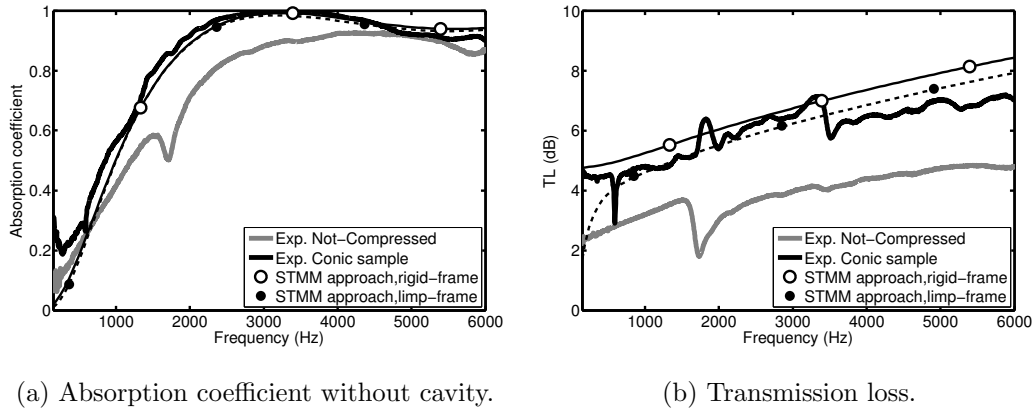 1
0.8
0.6
0.4
0.2
0
Absorption coefficient
1000 2000 3000 4000 5000 6000
Frequency (Hz)
Exp. Not−Compressed
Exp. Conic sample
STMM approach,rigid−frame
STMM approach,limp−frame
(a) Absorption coefficient without cavity.
10
8
6
4
2
0
TL (dB)
1000 2000 3000 4000 5000 6000
Frequency (Hz)
Exp. Not−Compressed
Exp. Conic sample
STMM approach,rigid−frame
STMM approach,limp−frame
(b) Transmission loss.